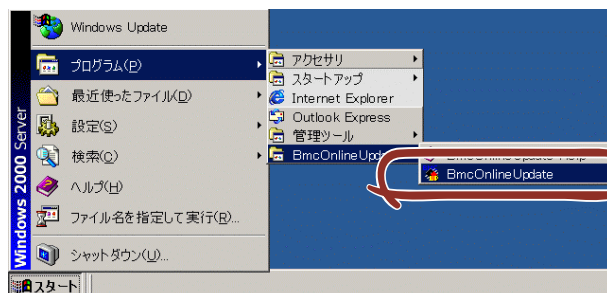 Windows Update
プログラム(P)
最近使ったファイル(D)
設定(S)
検索(C)
ヘルプ(H)
ファイル名を指定して実行(R)...
シャットダウン(U)...
Windows 2000 Server
スタート
アクセサリ
スタートアップ
Internet Explorer
Outlook Express
管理ツール
BmcOnlineUpd
BmcOnlineUpdate Help
BmcOnlineUpdate